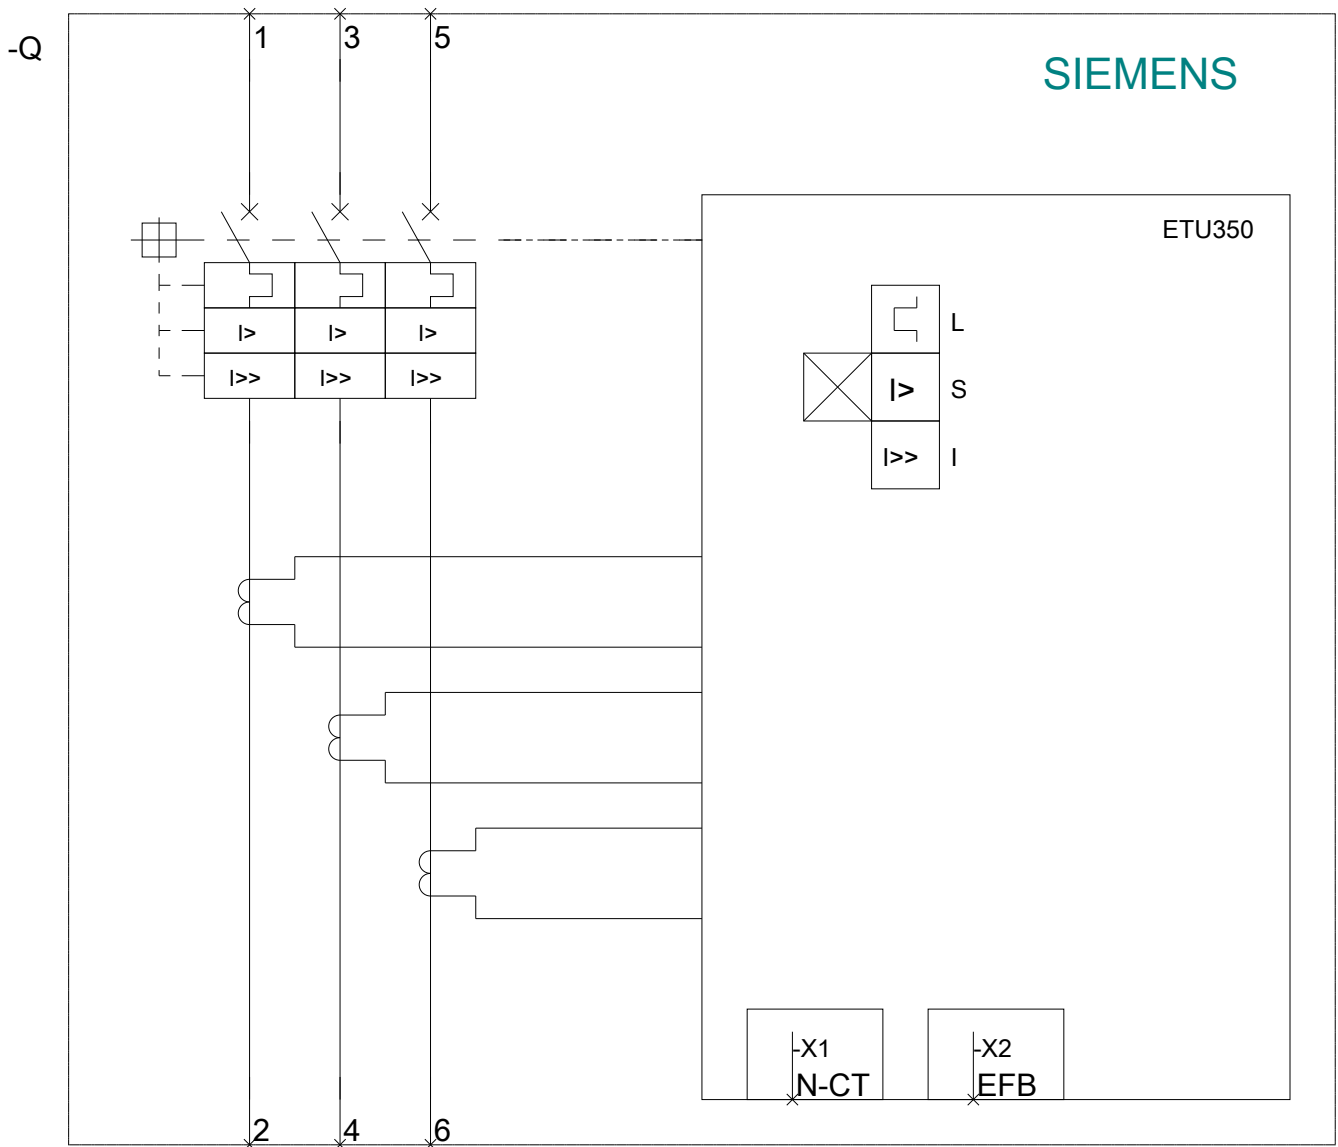 -Q
1 3 5
SIEMENS
ETU350
I> I> I>
I>> I>> I>>
L
I> S
I>> I
-X1
N-CT
-X2
EFB
2 4 6